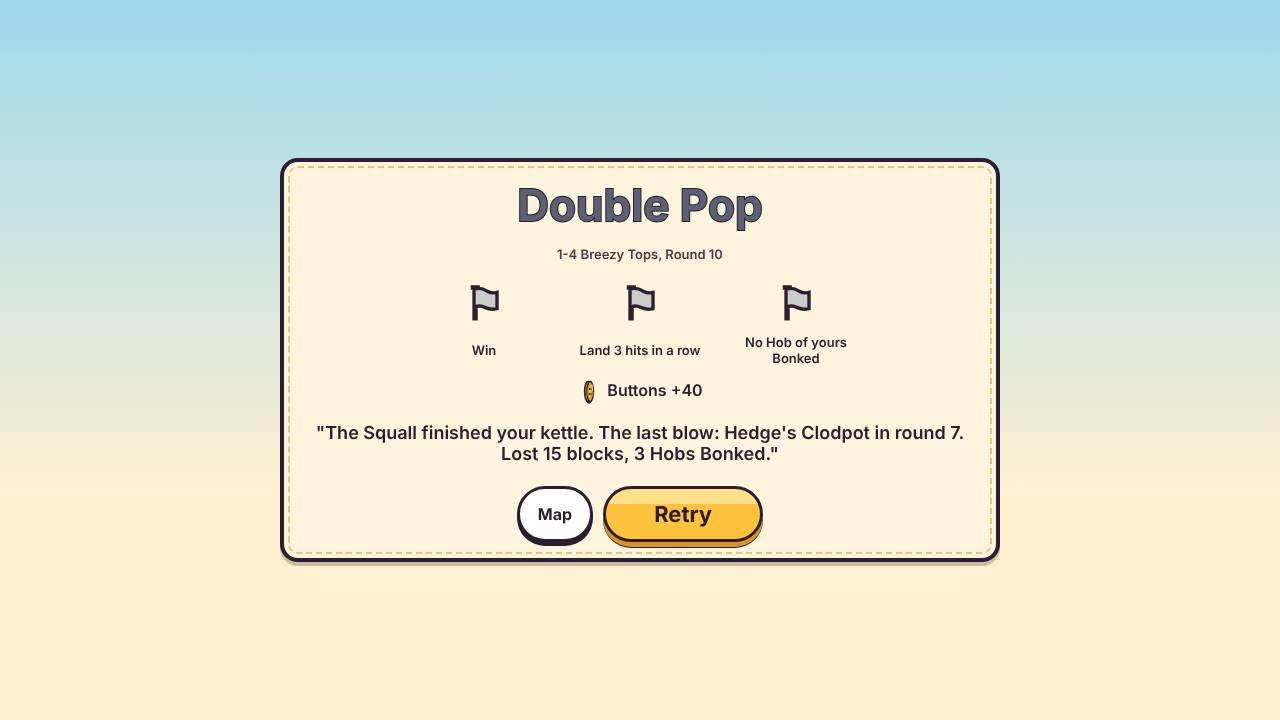 Double Pop
1-4 Breezy Tops, Round 10
Win
Land 3 hits in a row
No Hob of yours
Bonked
Buttons +40
"The Squall finished your kettle. The last blow: Hedge's Clodpot in round 7.
Lost 15 blocks, 3 Hobs Bonked."
Map
Retry